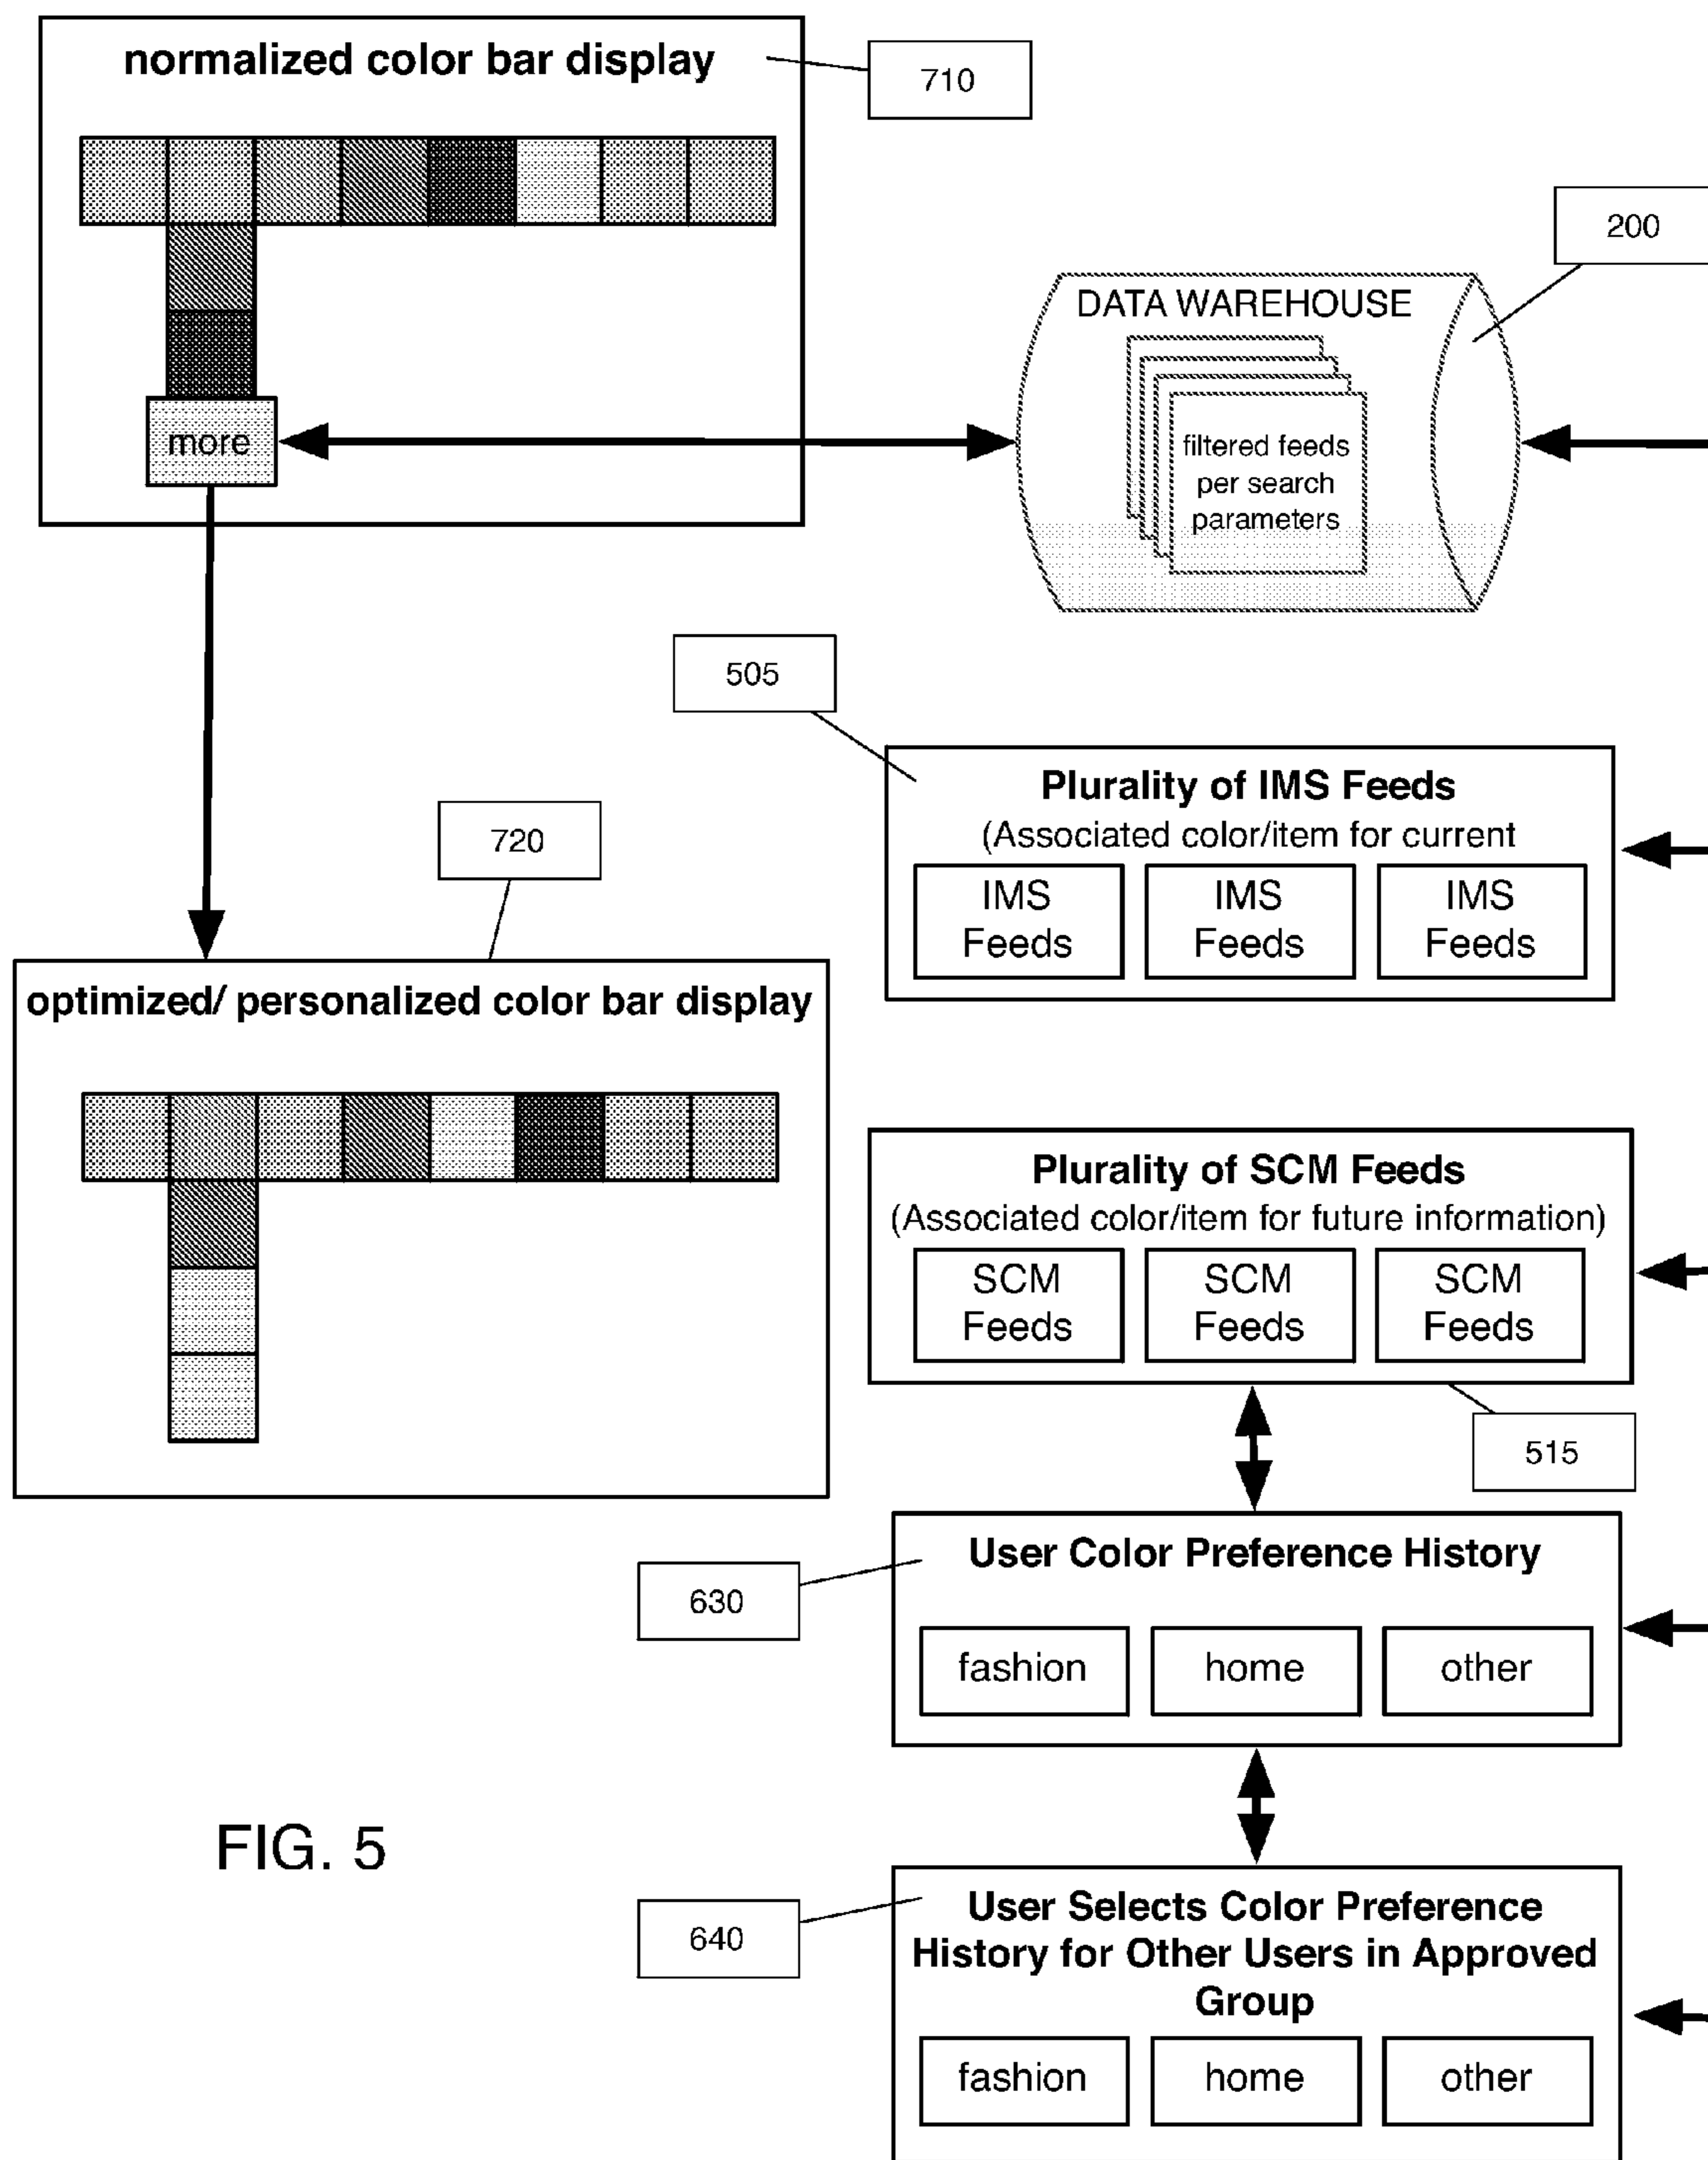 normalized color bar display
710
200
DATA WAREHOUSE
more
filtered feeds
per search
parameters
505
Plurality of IMS Feeds
(Associated color/item for current
IMS
Feeds
IMS
Feeds
IMS
Feeds
720
optimized/ personalized color bar display
Plurality of SCM Feeds
(Associated color/item for future information)
SCM
Feeds
SCM
Feeds
SCM
Feeds
515
User Color Preference History
630
fashion
home
other
FIG. 5
User Selects Color Preference
History for Other Users in Approved
Group
640
fashion
home
other